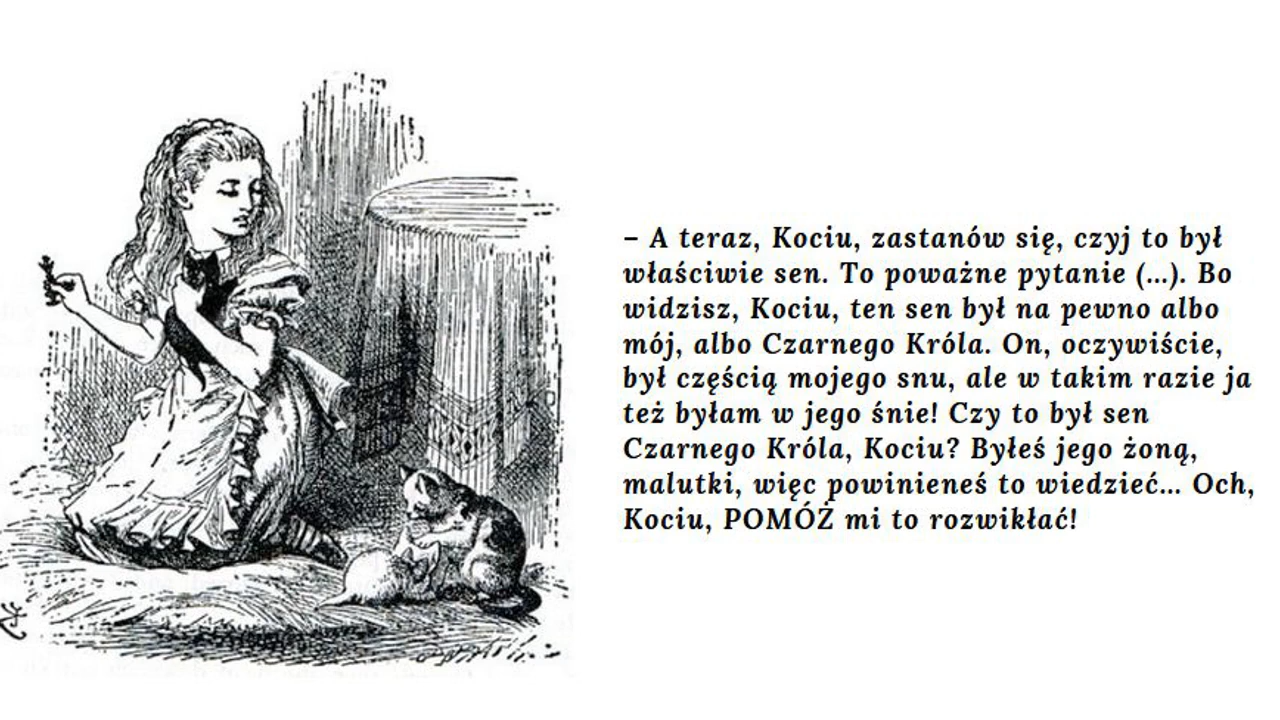 – A teraz, Kociu, zastanów się, czyj to był
właściwie sen. To poważne pytanie (...). Bo
widzisz, Kociu, ten sen był na pewno albo
mój, albo Czarnego Króla. On, oczywiście,
był częścią mojego snu, ale w takim razie ja
też byłam w jego śnie! Czy to był sen
Czarnego Króla, Kociu? Byłeś jego żoną,
malutki, więc powinieneś to wiedzieć... Och,
Kociu, POMÓŻ mi to rozwikłać!